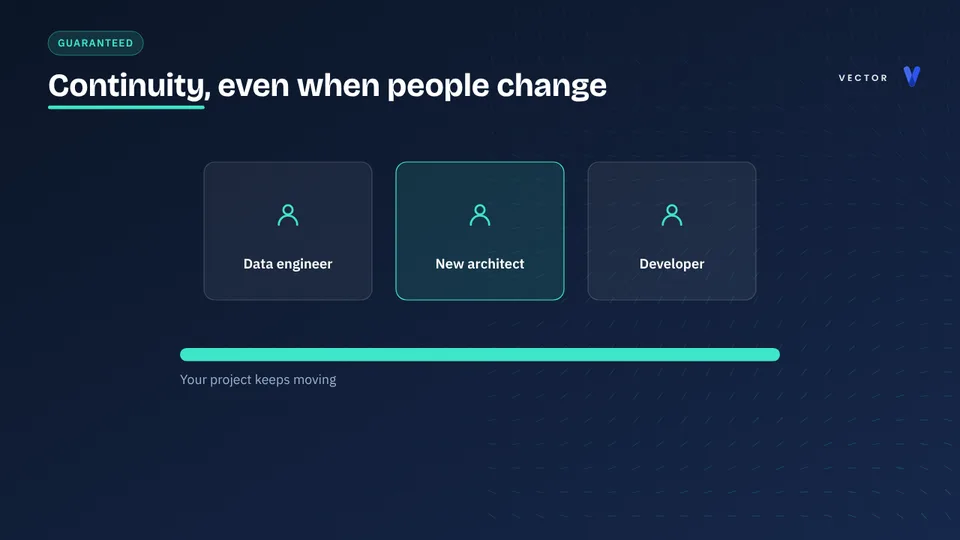 GUARANTEED
Continuity, even when people change
VECTOR
Data engineer
New architect
Developer
Your project keeps moving